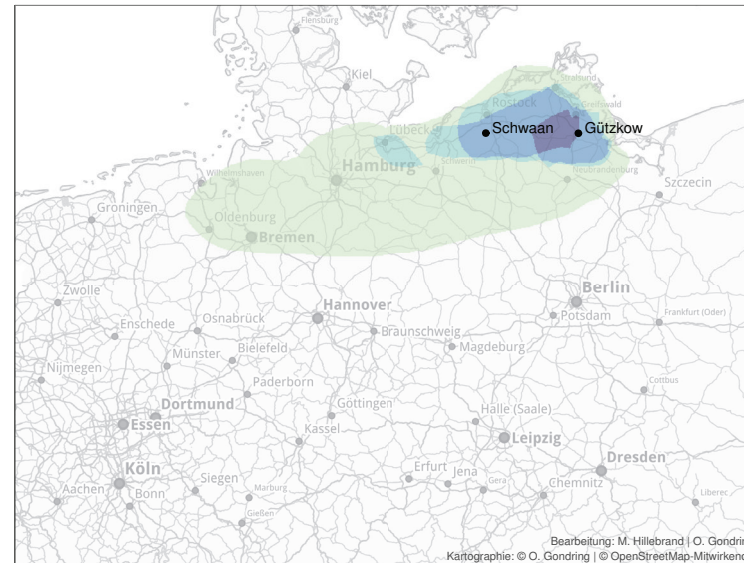 Flensburg
Kiel
Stralsund
Rostock
Greifswald
Schwaan
Gützkow
Lübeck
Hamburg
Schwerin
Neubrandenburg
Wilhelmshaven
Szczecin
Groningen
Oldenburg
Bremen
Zwolle
Berlin
Hannover
Potsdam
Frankfurt (Oder)
Enschede
Osnabrück
Braunschweig
Bielefeld
Magdeburg
Nijmegen
Münster
Paderborn
Cottbus
Dortmund
Göttingen
Halle (Saale)
Essen
Kassel
Leipzig
Köln
Erfurt
Jena
Dresden
Aachen
Bonn
Siegen
Marburg
Gera
Chemnitz
Liberec
Gießen
Bearbeitung: M. Hillebrand | O. Gondrin
Kartographie: © O. Gondring | © OpenStreetMap-Mitwirkend